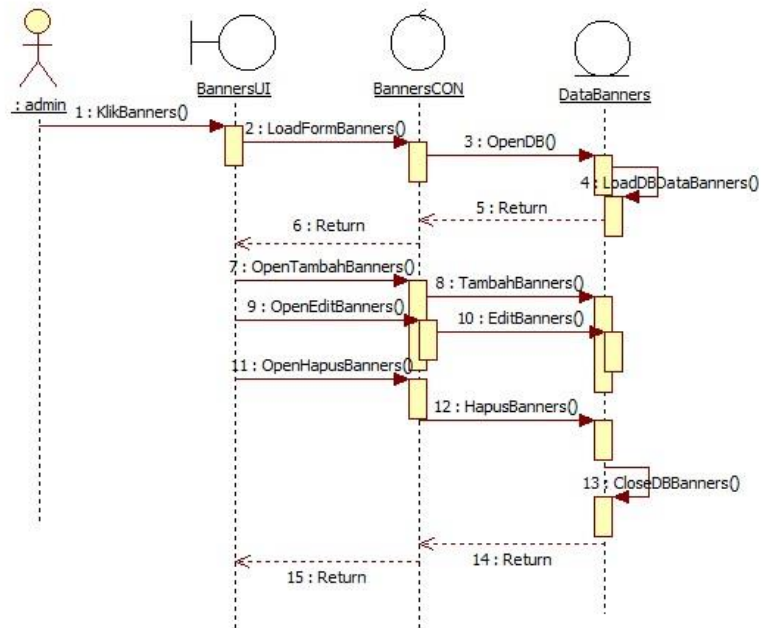 : admin
BannersUI
BannersCON
DataBanners
1 : KlikBanners()
2 : LoadFormBanners()
3 : OpenDB()
4 : LoadDBDataBanners()
5 : Return
6 : Return
7 : OpenTambahBanners()
8 : TambahBanners()
9 : OpenEditBanners()
10 : EditBanners()
11 : OpenHapusBanners()
12 : HapusBanners()
13 : CloseDBBanners()
14 : Return
15 : Return